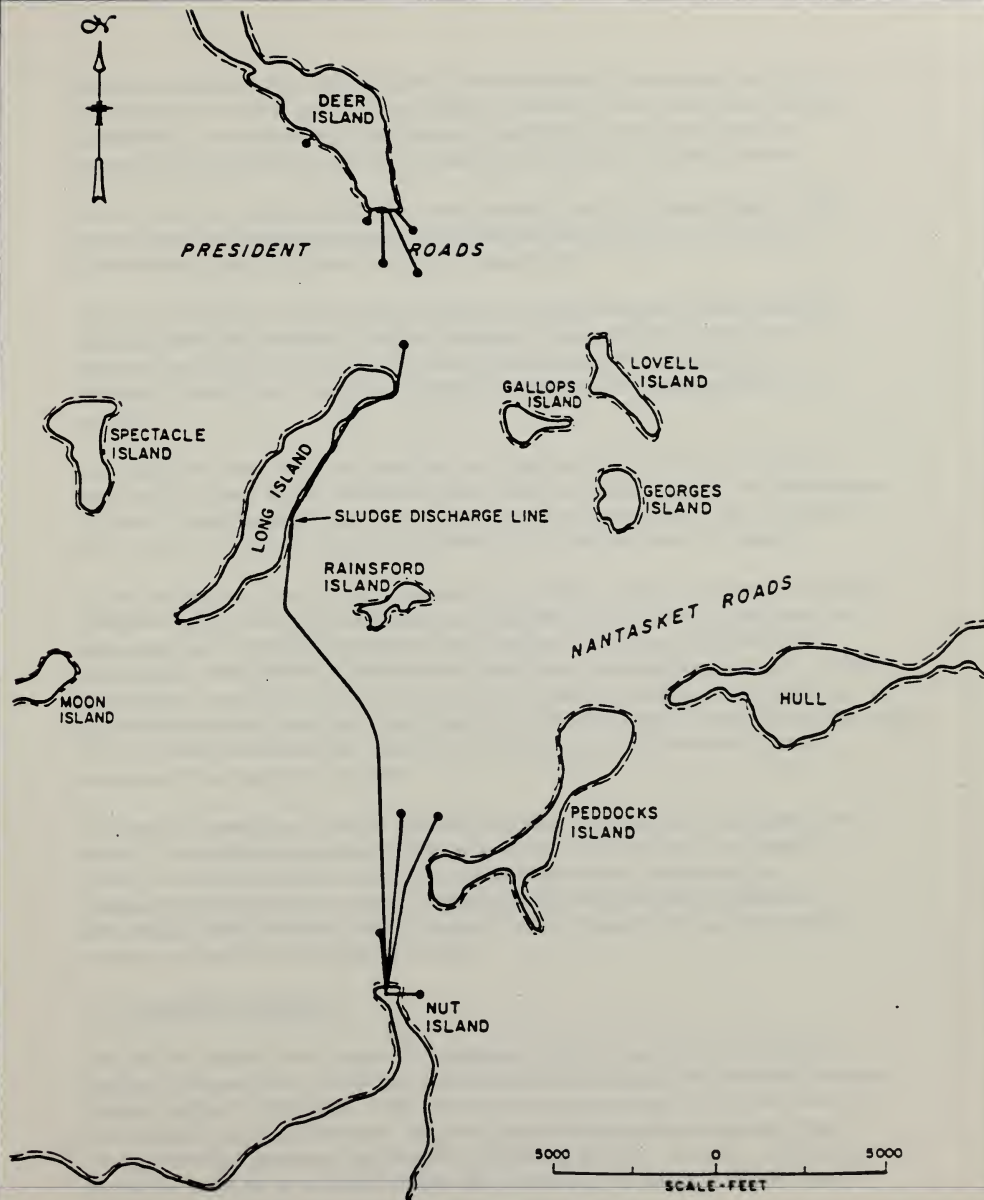 N
DEER
ISLAND
PRESIDENT ROADS
LOVELL
ISLAND
GALLOPS
ISLAND
SPECTACLE
ISLAND
LONG ISLAND
GEORGES
ISLAND
SLUDGE DISCHARGE LINE
RAINSFORD
ISLAND
NANTASKET ROADS
MOON
ISLAND
HULL
PEDDOCKS
ISLAND
NUT
ISLAND
5000 0 5000
SCALE-FEET